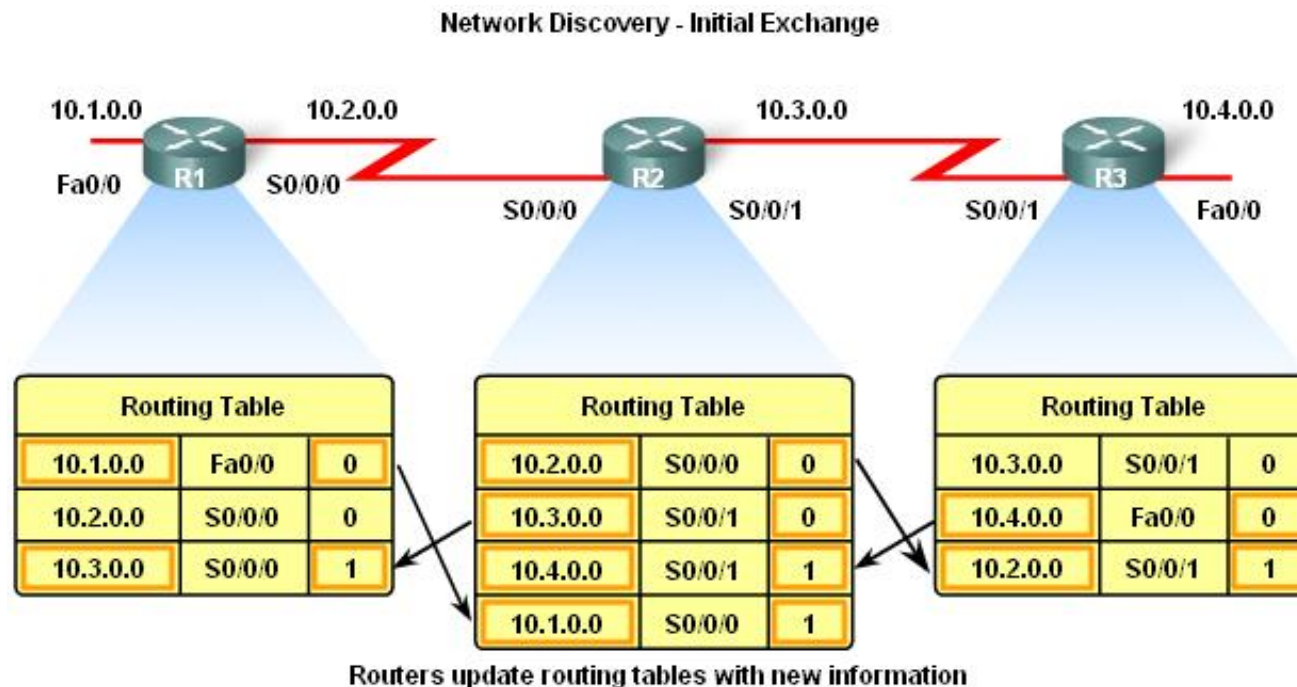 Network Discovery - Initial Exchange
10.1.0.0
10.2.0.0
10.3.0.0
10.4.0.0
R1
R2
R3
Fa0/0
S0/0/0
S0/0/0
S0/0/1
S0/0/1
Fa0/0
Routing Table
10.1.0.0 Fa0/0 0
10.2.0.0 S0/0/0 0
10.3.0.0 S0/0/0 1
Routing Table
10.2.0.0 S0/0/0 0
10.3.0.0 S0/0/1 0
10.4.0.0 S0/0/1 1
10.1.0.0 S0/0/0 1
Routing Table
10.3.0.0 S0/0/1 0
10.4.0.0 Fa0/0 0
10.2.0.0 S0/0/1 1
Routers update routing tables with new information